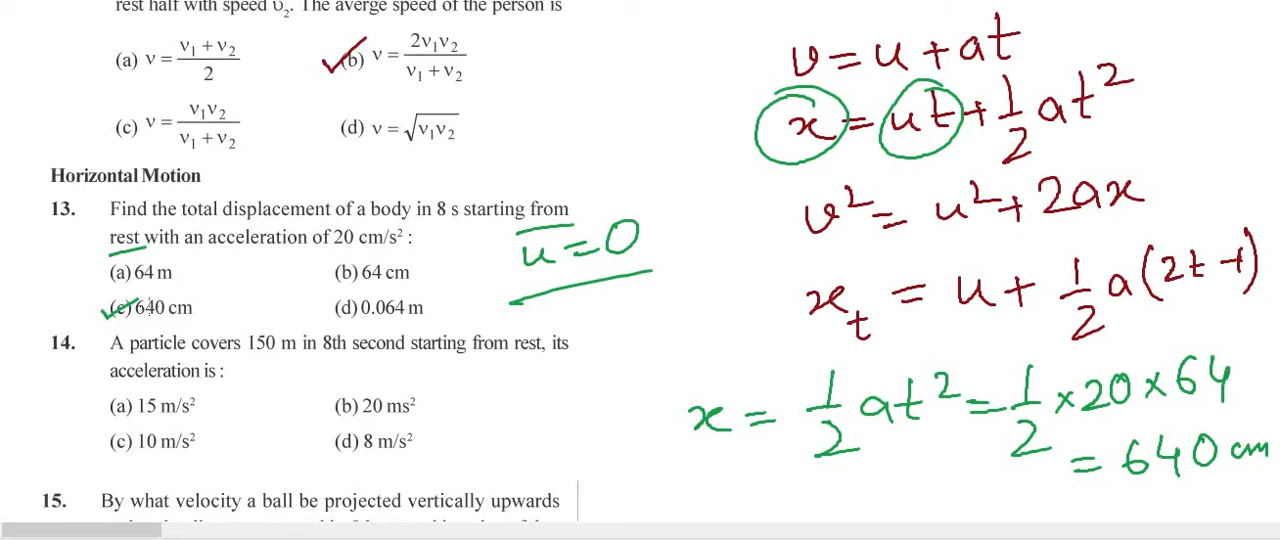 rest half with speed υ₂. The averge speed of the person is
(a) v = (v₁ + v₂)/2
(b) v = 2v₁v₂/(v₁ + v₂)
(c) v = v₁v₂/(v₁ + v₂)
(d) v = √(v₁v₂)
Horizontal Motion
13. Find the total displacement of a body in 8 s starting from
rest with an acceleration of 20 cm/s² :
(a) 64 m
(b) 64 cm
(c) 640 cm
(d) 0.064 m
14. A particle covers 150 m in 8th second starting from rest, its
acceleration is :
(a) 15 m/s²
(b) 20 ms²
(c) 10 m/s²
(d) 8 m/s²
15. By what velocity a ball be projected vertically upwards
u = 0
v = u + at
x = ut + 1/2 at²
v² = u² + 2ax
xₜ = u + 1/2 a(2t-1)
x = 1/2 at² = 1/2 × 20 × 64
= 640 cm